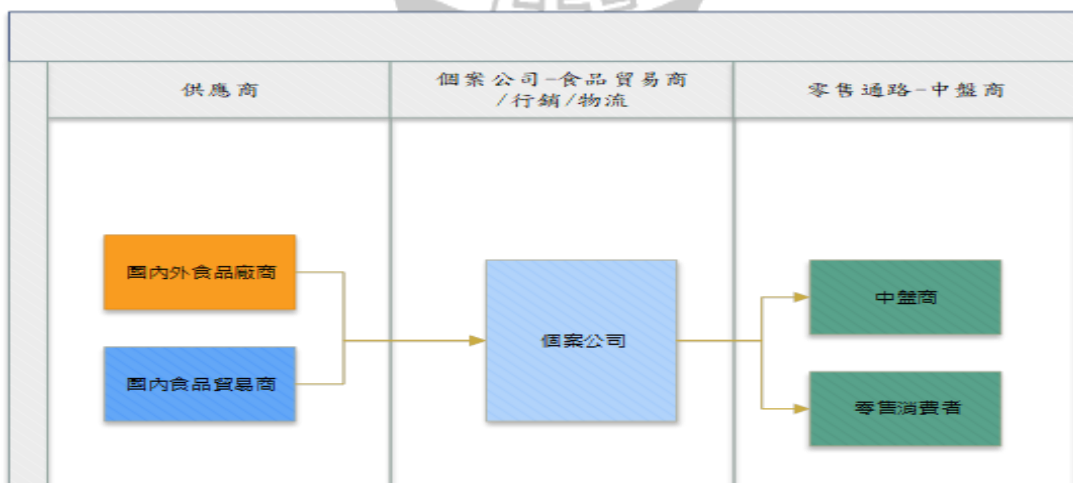 供應商
個案公司-食品貿易商
/行銷/物流
零售通路-中盤商
國內外食品廠商
國內食品貿易商
個案公司
中盤商
零售消費者